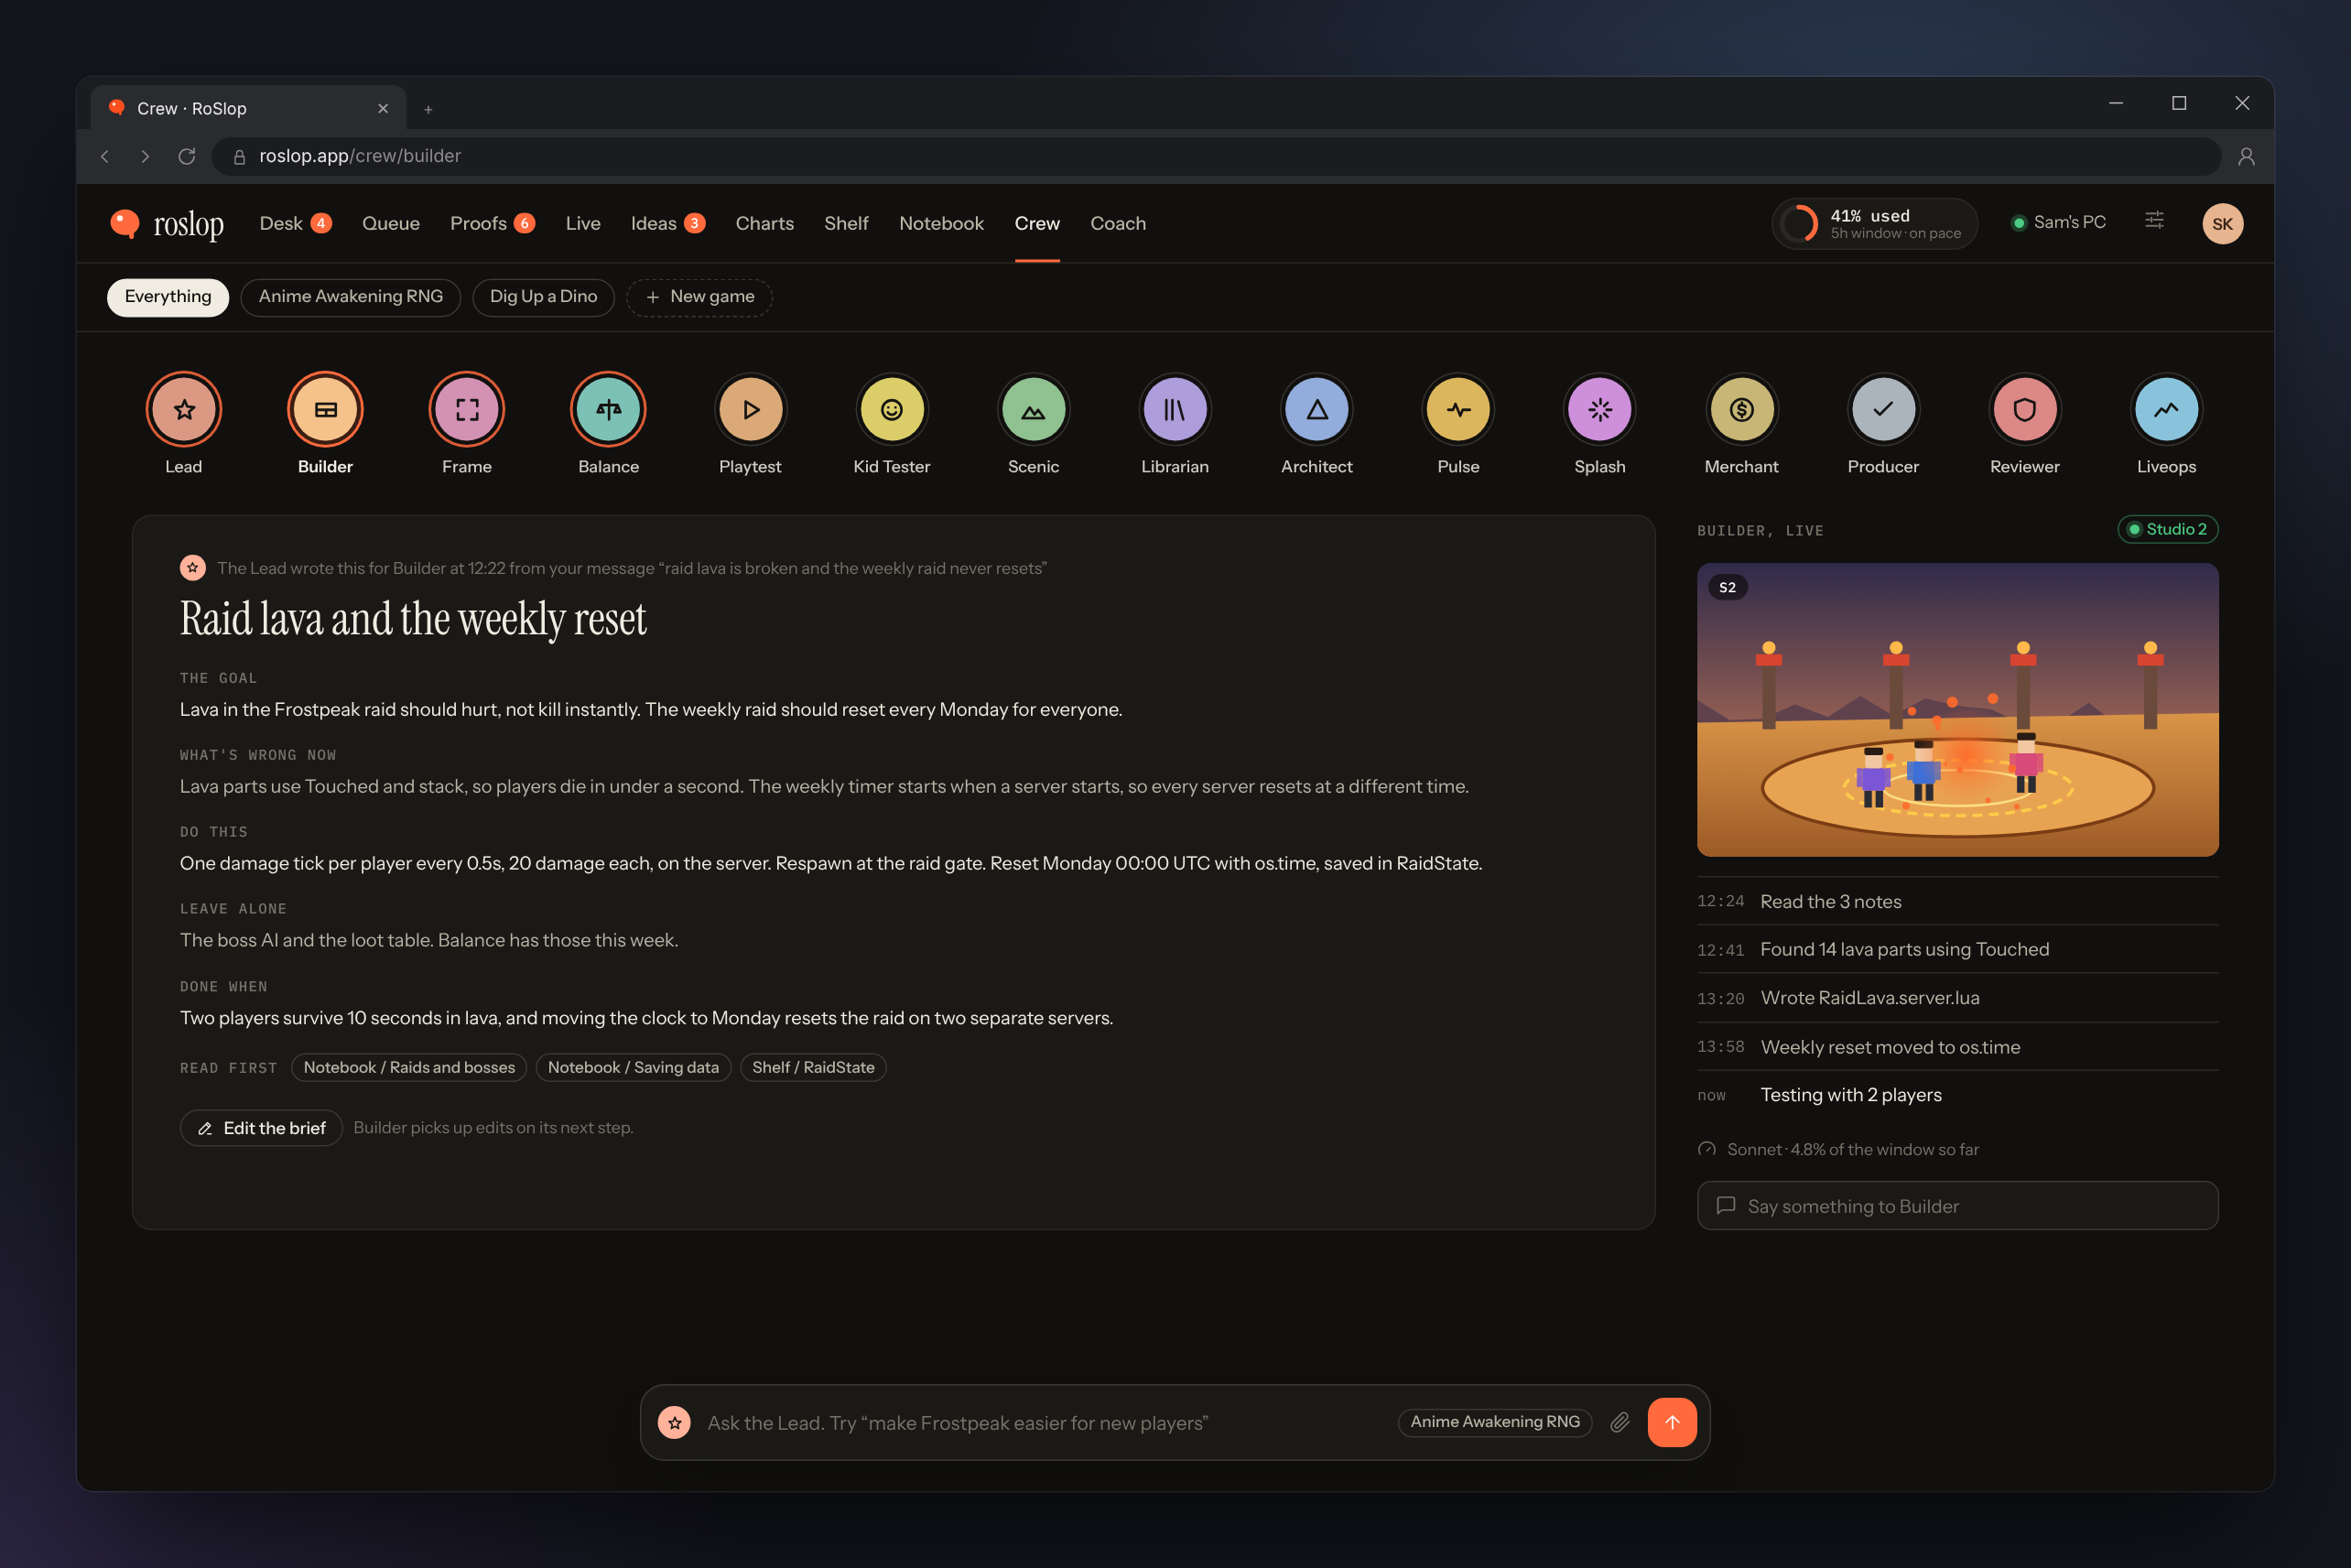 Crew · RoSlop
roslop.app/crew/builder
roslop
Desk 4
Queue
Proofs 6
Live
Ideas 3
Charts
Shelf
Notebook
Crew
Coach
41% used
5h window · on pace
Sam's PC
SK
Everything
Anime Awakening RNG
Dig Up a Dino
+ New game
Lead
Builder
Frame
Balance
Playtest
Kid Tester
Scenic
Librarian
Architect
Pulse
Splash
Merchant
Producer
Reviewer
Liveops
The Lead wrote this for Builder at 12:22 from your message “raid lava is broken and the weekly raid never resets”
Raid lava and the weekly reset
THE GOAL
Lava in the Frostpeak raid should hurt, not kill instantly. The weekly raid should reset every Monday for everyone.
WHAT'S WRONG NOW
Lava parts use Touched and stack, so players die in under a second. The weekly timer starts when a server starts, so every server resets at a different time.
DO THIS
One damage tick per player every 0.5s, 20 damage each, on the server. Respawn at the raid gate. Reset Monday 00:00 UTC with os.time, saved in RaidState.
LEAVE ALONE
The boss AI and the loot table. Balance has those this week.
DONE WHEN
Two players survive 10 seconds in lava, and moving the clock to Monday resets the raid on two separate servers.
READ FIRST
Notebook / Raids and bosses
Notebook / Saving data
Shelf / RaidState
Edit the brief
Builder picks up edits on its next step.
BUILDER, LIVE
Studio 2
S2
12:24 Read the 3 notes
12:41 Found 14 lava parts using Touched
13:20 Wrote RaidLava.server.lua
13:58 Weekly reset moved to os.time
now Testing with 2 players
Sonnet · 4.8% of the window so far
Say something to Builder
Ask the Lead. Try “make Frostpeak easier for new players”
Anime Awakening RNG